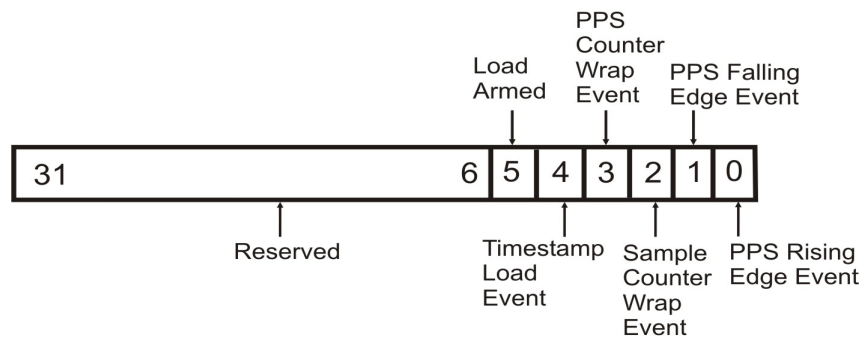 PPS
Counter
Wrap
Event
Load
Armed
PPS Falling
Edge Event
31 6 5 4 3 2 1 0
Reserved
Timestamp
Load
Event
Sample
Counter
Wrap
Event
PPS Rising
Edge Event